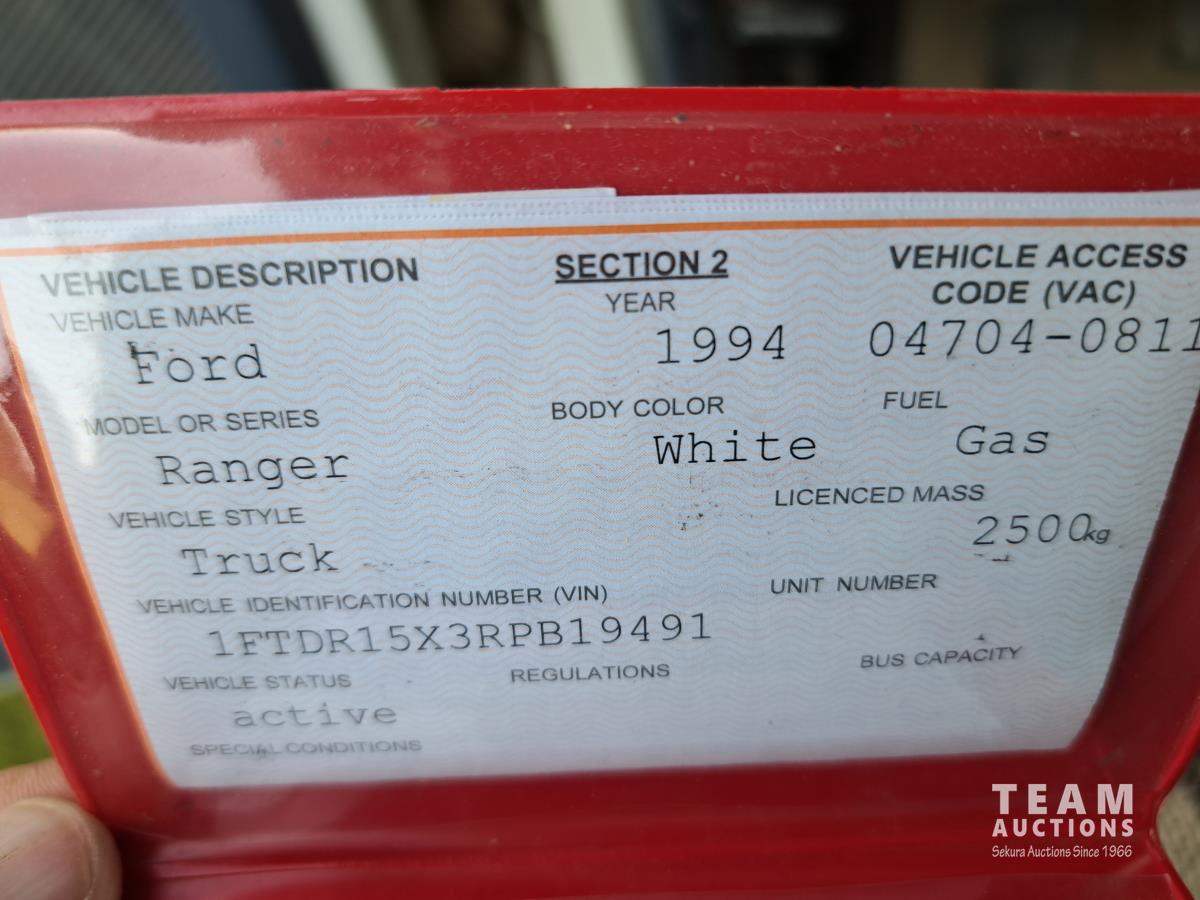 VEHICLE DESCRIPTION SECTION 2 VEHICLE ACCESS
VEHICLE MAKE YEAR CODE (VAC)
Ford 1994 04704-0811
MODEL OR SERIES BODY COLOR FUEL
Ranger White Gas
VEHICLE STYLE LICENCED MASS
Truck 2500kg
VEHICLE IDENTIFICATION NUMBER (VIN) UNIT NUMBER
1FTDR15X3RPB19491
VEHICLE STATUS REGULATIONS BUS CAPACITY
active
SPECIAL CONDITIONS
TEAM
AUCTIONS
Sekura Auctions Since 1966